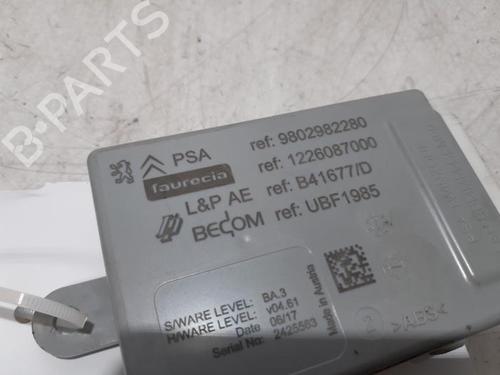 B-PARTS
PSA ref: 9802982280
faurecia ref: 1226087000
L&P AE ref: B41677/D
BECOM ref: UBF1985
S/WARE LEVEL: BA.3
H/WARE LEVEL: v04.61
Date 06/17
Serial No: 2425563
Made in Austria
>ABS<